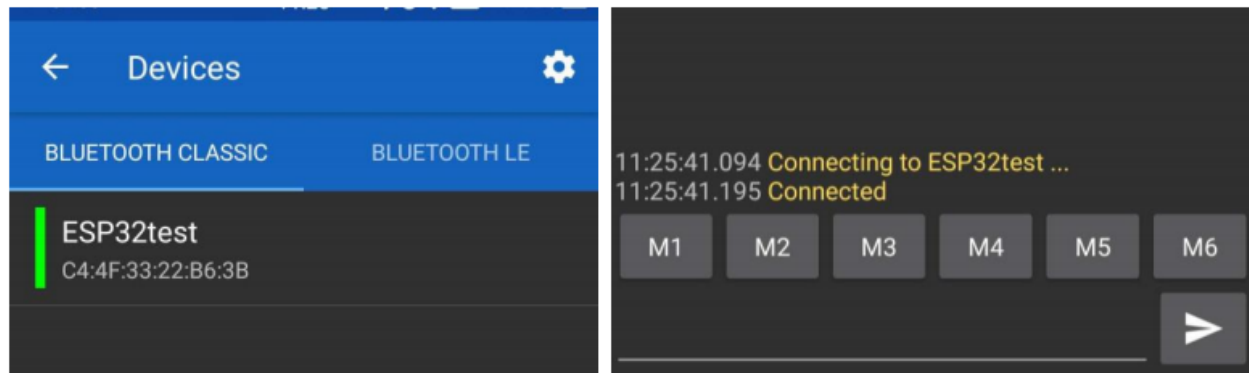 Devices
BLUETOOTH CLASSIC BLUETOOTH LE
ESP32test
C4:4F:33:22:B6:3B
11:25:41.094 Connecting to ESP32test ...
11:25:41.195 Connected
M1 M2 M3 M4 M5 M6